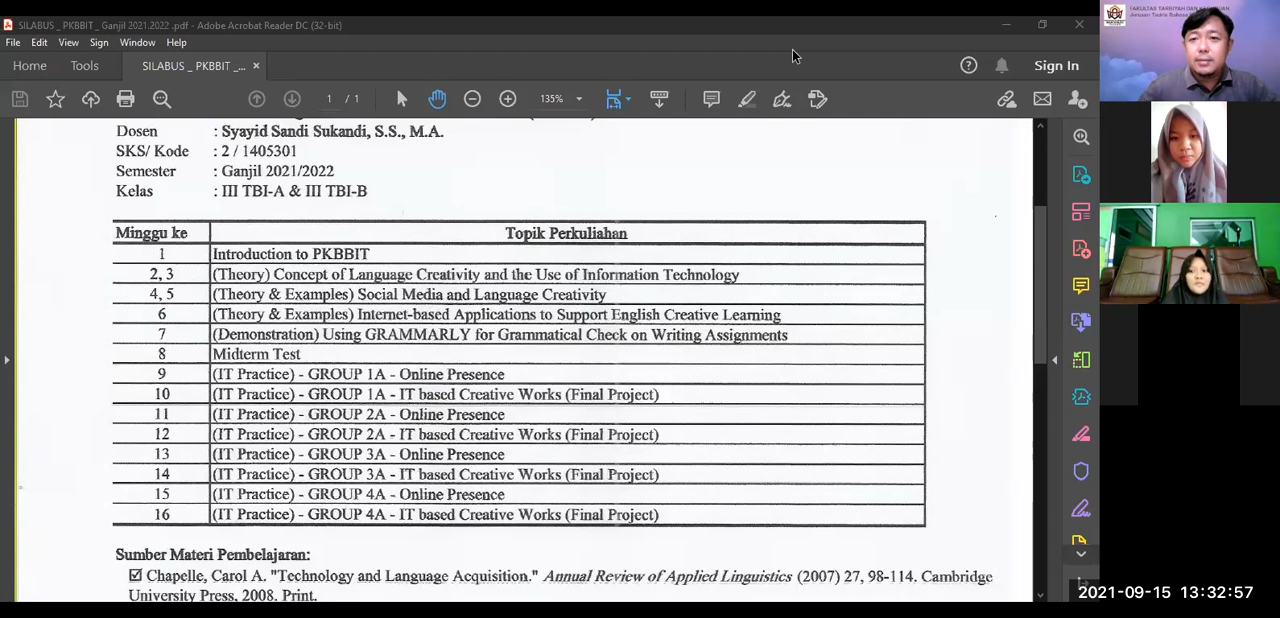 SILABUS _ PKBBIT _ Ganjil 2021.2022 .pdf - Adobe Acrobat Reader DC (32-bit)
File Edit View Sign Window Help
Home Tools SILABUS _ PKBBIT _... × Sign In
1 / 1 135%
Dosen : Syayid Sandi Sukandi, S.S., M.A.
SKS/ Kode : 2 / 1405301
Semester : Ganjil 2021/2022
Kelas : III TBI-A & III TBI-B
Minggu ke Topik Perkuliahan
1 Introduction to PKBBIT
2, 3 (Theory) Concept of Language Creativity and the Use of Information Technology
4, 5 (Theory & Examples) Social Media and Language Creativity
6 (Theory & Examples) Internet-based Applications to Support English Creative Learning
7 (Demonstration) Using GRAMMARLY for Grammatical Check on Writing Assignments
8 Midterm Test
9 (IT Practice) - GROUP 1A - Online Presence
10 (IT Practice) - GROUP 1A - IT based Creative Works (Final Project)
11 (IT Practice) - GROUP 2A - Online Presence
12 (IT Practice) - GROUP 2A - IT based Creative Works (Final Project)
13 (IT Practice) - GROUP 3A - Online Presence
14 (IT Practice) - GROUP 3A - IT based Creative Works (Final Project)
15 (IT Practice) - GROUP 4A - Online Presence
16 (IT Practice) - GROUP 4A - IT based Creative Works (Final Project)
Sumber Materi Pembelajaran:
☑ Chapelle, Carol A. "Technology and Language Acquisition." Annual Review of Applied Linguistics (2007) 27, 98-114. Cambridge
University Press, 2008. Print.
FAKULTAS TARBIYAH DAN
Jurusan Tadris Bahasa
2021-09-15 13:32:57